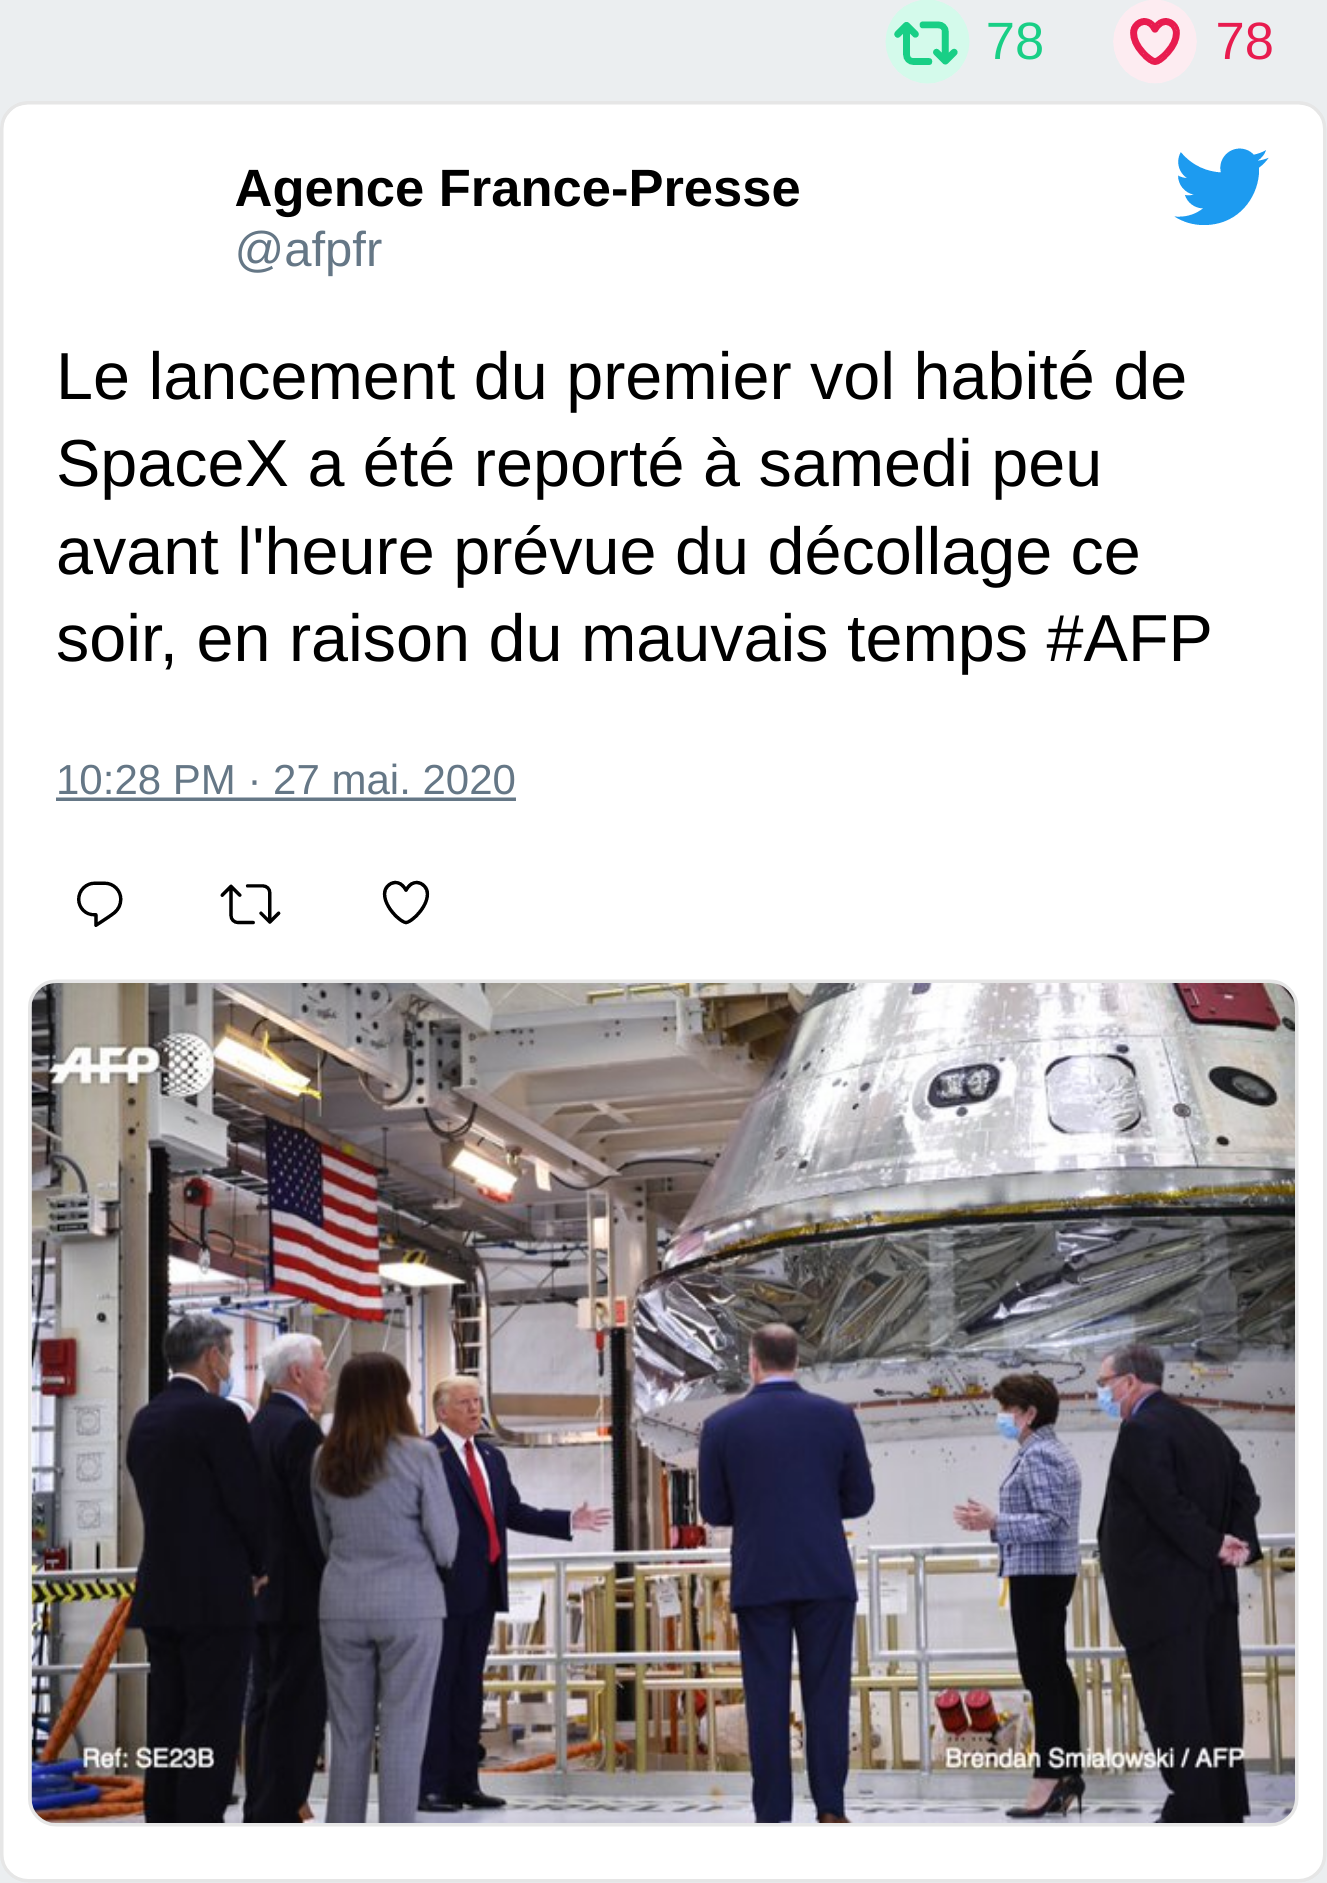 78 78
Agence France-Presse
@afpfr
Le lancement du premier vol habité de
SpaceX a été reporté à samedi peu
avant l'heure prévue du décollage ce
soir, en raison du mauvais temps #AFP
10:28 PM · 27 mai. 2020
AFP
Ref: SE23B
Brendan Smialowski / AFP